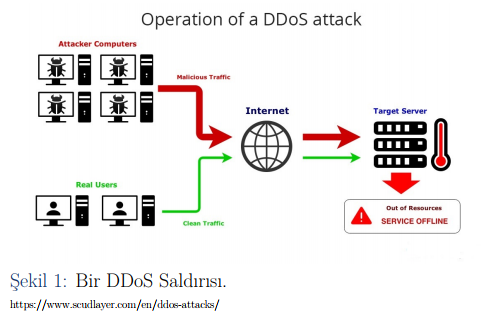 Operation of a DDoS attack
Attacker Computers
Malicious Traffic
Internet
Target Server
Real Users
Clean Traffic
Out of Resources
SERVICE OFFLINE
Şekil 1: Bir DDoS Saldırısı.
https://www.scudlayer.com/en/ddos-attacks/